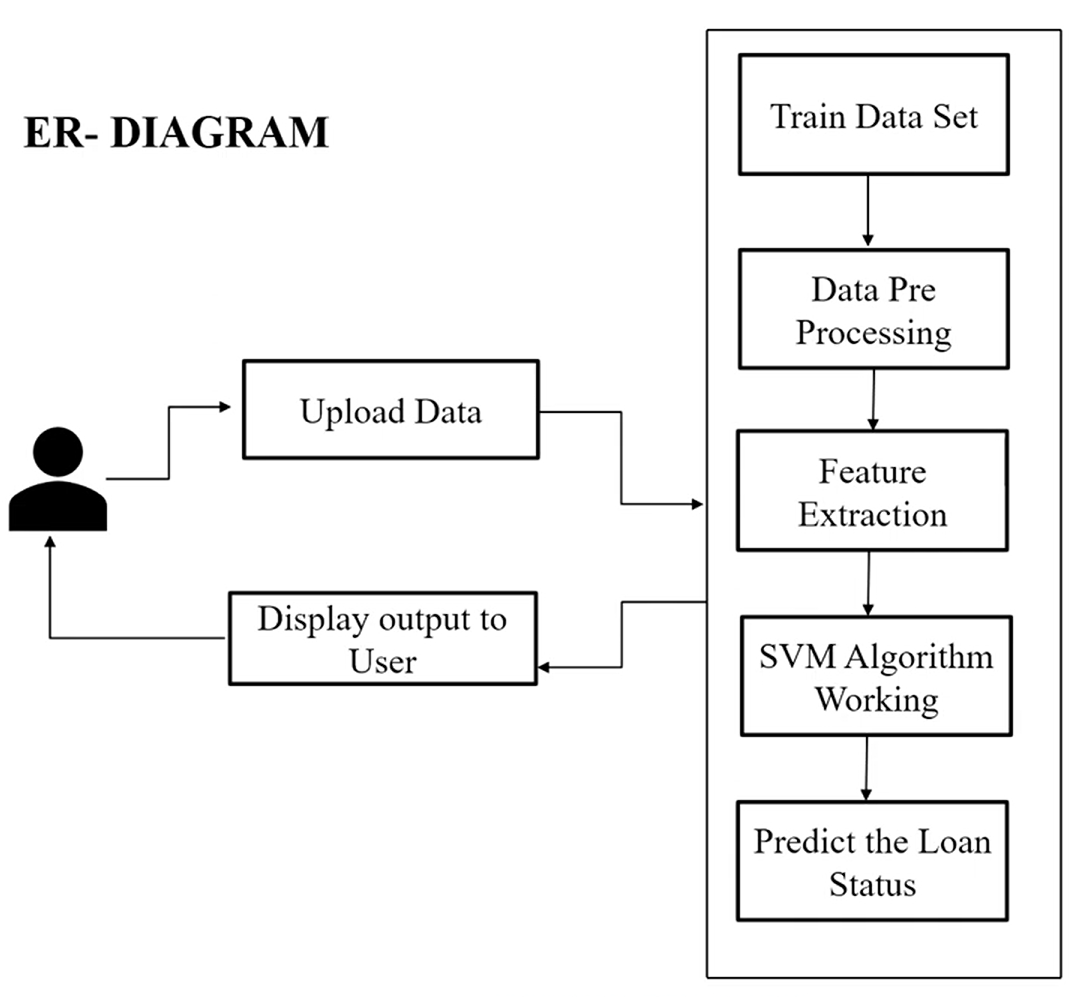 ER- DIAGRAM
Train Data Set
Data Pre
Processing
Upload Data
Feature
Extraction
Display output to
User
SVM Algorithm
Working
Predict the Loan
Status